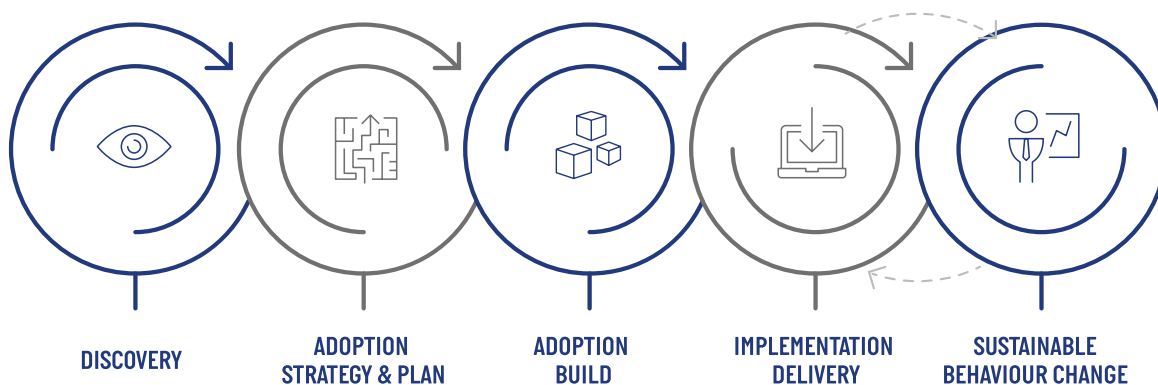 DISCOVERY
ADOPTION
STRATEGY & PLAN
ADOPTION
BUILD
IMPLEMENTATION
DELIVERY
SUSTAINABLE
BEHAVIOUR CHANGE